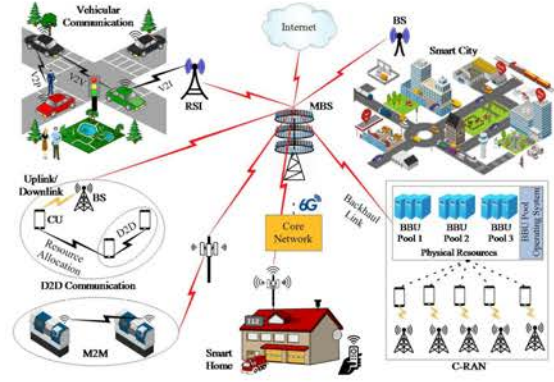 Vehicular
Communication
Internet
BS
Smart City
V2P
V2V
V2I
RSI
MBS
Uplink/
Downlink
BS
CU
D2D
Resource
Allocation
D2D Communication
6G
Core
Network
Backhaul
Link
BBU
Pool 1
BBU
Pool 2
BBU
Pool 3
BBU Pool
Operating System
Physical Resources
M2M
Smart
Home
C-RAN